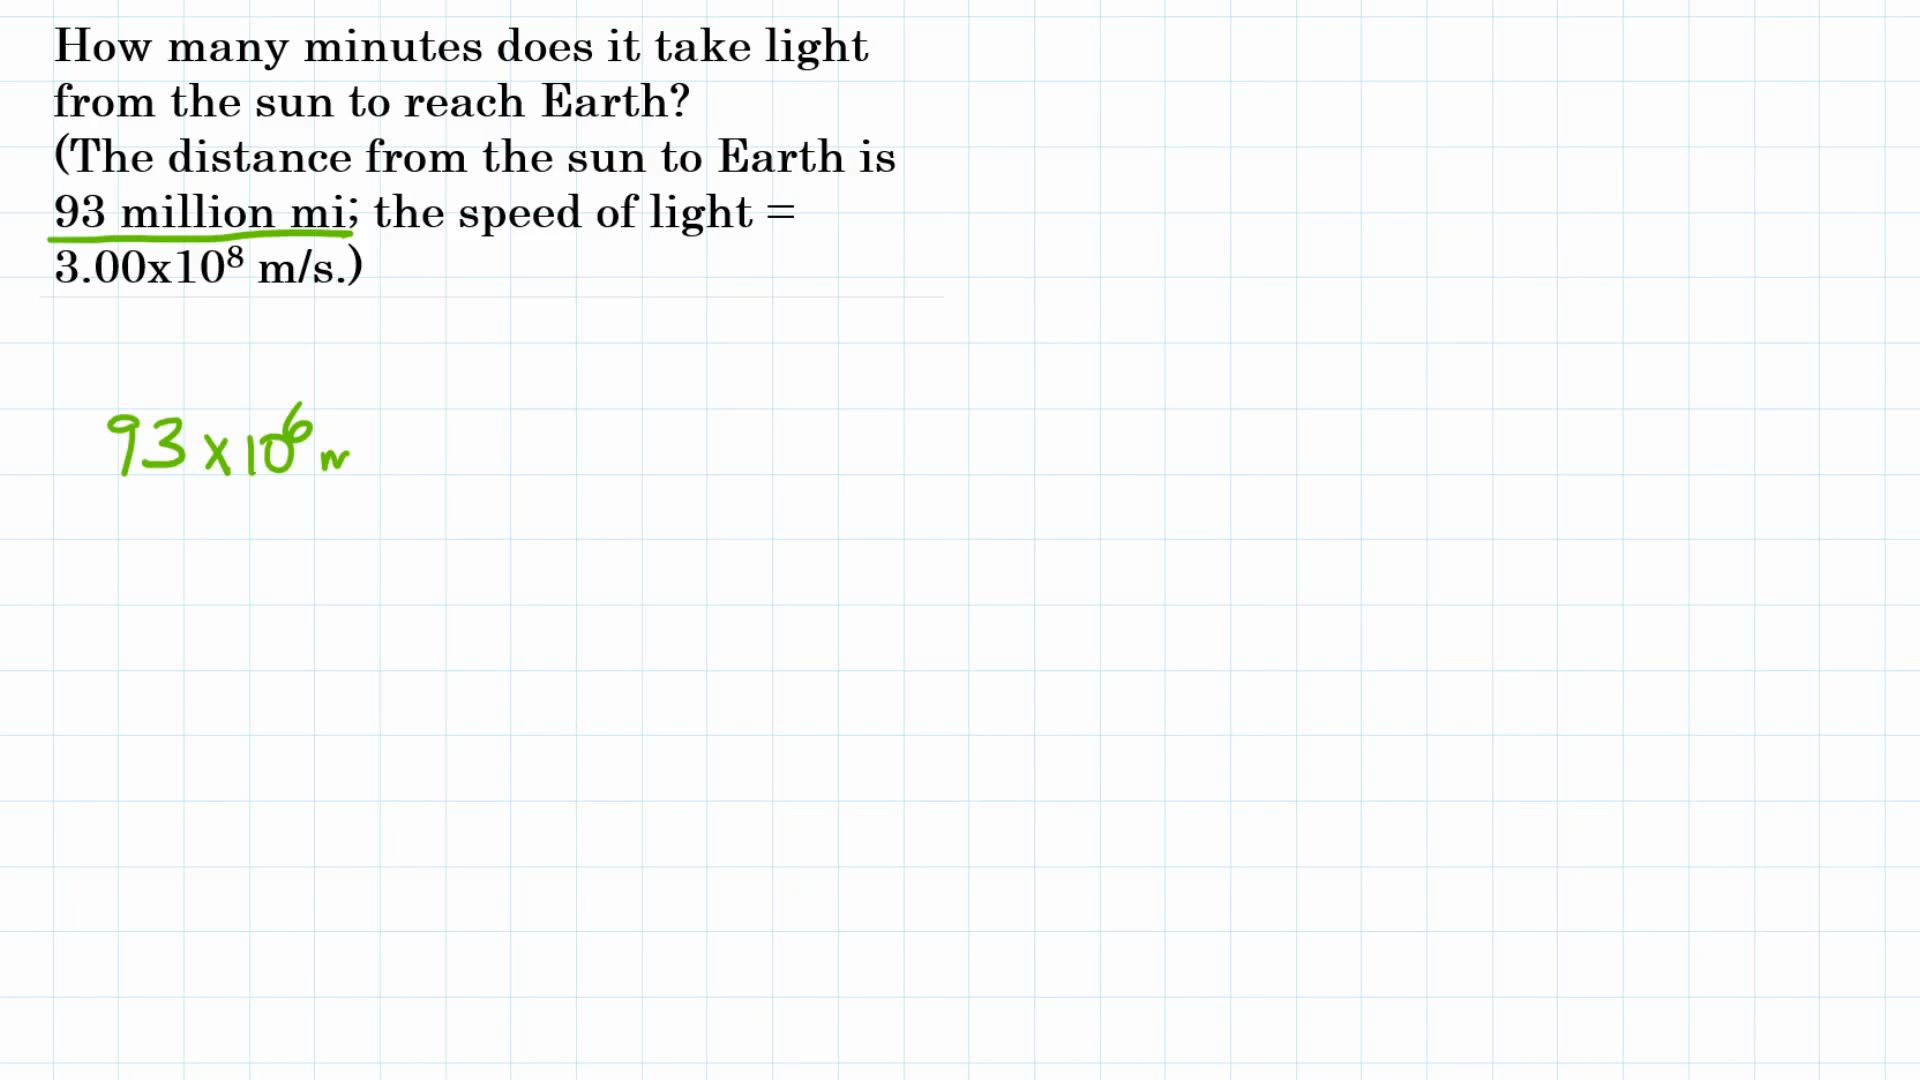 How many minutes does it take light
from the sun to reach Earth?
(The distance from the sun to Earth is
93 million mi; the speed of light =
3.00x10⁸ m/s.)
93 x 10⁶ m